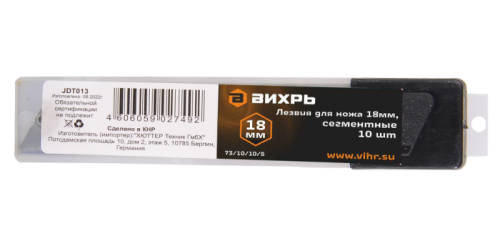 JDT013
Изготовлено: 09.2022г.
Обязательной
сертификации
не подлежит
4 606059 027492
Сделано в КНР
Изготовитель (импортер):"ХЮТТЕР Техник ГмбХ"
Потсдамская площадь 10, дом 2, этаж 5, 10785 Берлин,
Германия
ВИХРЬ
Лезвия для ножа 18мм,
сегментные
10 шт
18
ММ
73/10/10/5
www.vihr.su